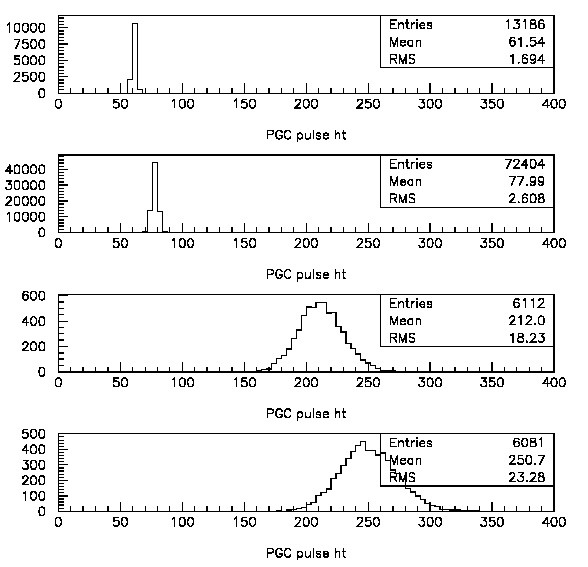 10000
7500
5000
2500
0
Entries 13186
Mean 61.54
RMS 1.694
0 50 100 150 200 250 300 350 400
PGC pulse ht
40000
30000
20000
10000
0
Entries 72404
Mean 77.99
RMS 2.608
0 50 100 150 200 250 300 350 400
PGC pulse ht
600
400
200
0
Entries 6112
Mean 212.0
RMS 18.23
0 50 100 150 200 250 300 350 400
PGC pulse ht
500
400
300
200
100
0
Entries 6081
Mean 250.7
RMS 23.28
0 50 100 150 200 250 300 350 400
PGC pulse ht